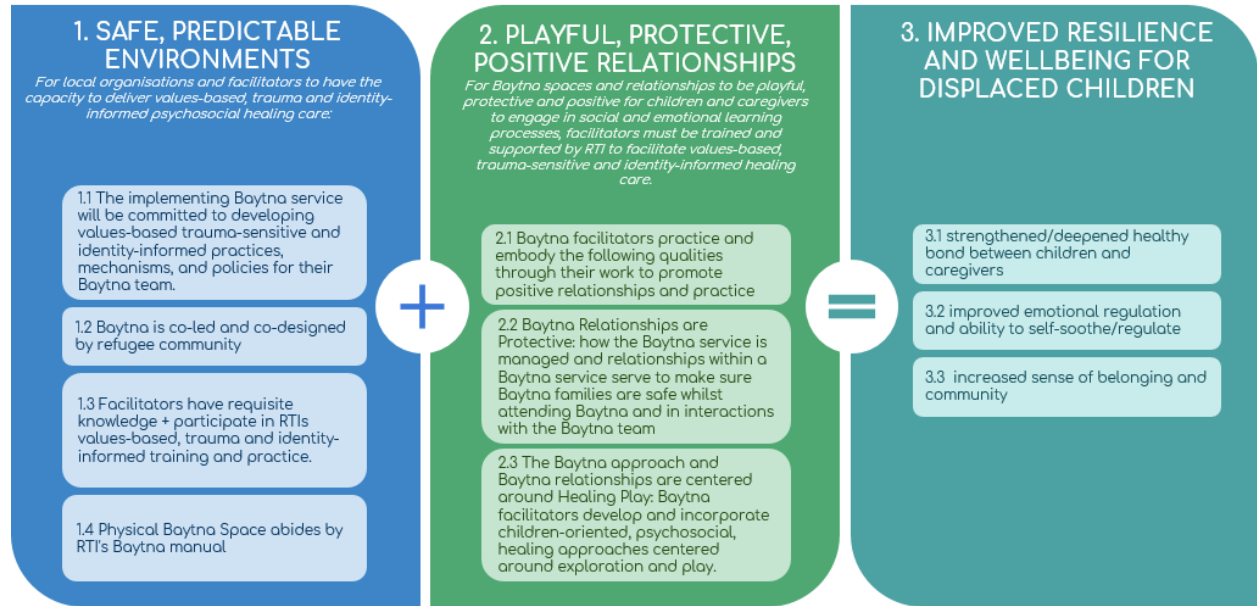 1. SAFE, PREDICTABLE
ENVIRONMENTS
For local organisations and facilitators to have the
capacity to deliver values-based, trauma and identity-
informed psychosocial healing care:
1.1 The implementing Baytna service
will be committed to developing
values-based trauma-sensitive and
identity-informed practices,
mechanisms, and policies for their
Baytna team.
1.2 Baytna is co-led and co-designed
by refugee community
1.3 Facilitators have requisite
knowledge + participate in RTIs
values-based, trauma and identity-
informed training and practice.
1.4 Physical Baytna Space abides by
RTI's Baytna manual
+
2. PLAYFUL, PROTECTIVE,
POSITIVE RELATIONSHIPS
For Baytna spaces and relationships to be playful,
protective and positive for children and caregivers
to engage in social and emotional learning
processes, facilitators must be trained and
supported by RTI to facilitate values-based,
trauma-sensitive and identity-informed healing
care.
2.1 Baytna facilitators practice and
embody the following qualities
through their work to promote
positive relationships and practice
2.2 Baytna Relationships are
Protective: how the Baytna service is
managed and relationships within a
Baytna service serve to make sure
Baytna families are safe whilst
attending Baytna and in interactions
with the Baytna team
2.3 The Baytna approach and
Baytna relationships are centered
around Healing Play: Baytna
facilitators develop and incorporate
children-oriented, psychosocial,
healing approaches centered
around exploration and play.
=
3. IMPROVED RESILIENCE
AND WELLBEING FOR
DISPLACED CHILDREN
3.1 strengthened/deepened healthy
bond between children and
caregivers
3.2 improved emotional regulation
and ability to self-soothe/regulate
3.3 increased sense of belonging and
community